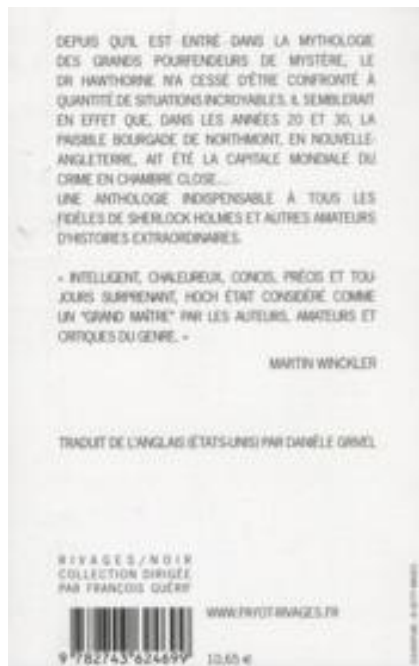 DEPUIS QU'IL EST ENTRÉ DANS LA MYTHOLOGIE
DES GRANDS POURFENDEURS DE MYSTÈRE, LE
DR HAWTHORNE N'A CESSÉ D'ÊTRE CONFRONTÉ À
QUANTITÉ DE SITUATIONS INCROYABLES. IL SEMBLERAIT
EN EFFET QUE, DANS LES ANNÉES 20 ET 30, LA
PAISIBLE BOURGADE DE NORTHMONT, EN NOUVELLE-
ANGLETERRE, AIT ÉTÉ LA CAPITALE MONDIALE DU
CRIME EN CHAMBRE CLOSE...
UNE ANTHOLOGIE INDISPENSABLE À TOUS LES
FIDÈLES DE SHERLOCK HOLMES ET AUTRES AMATEURS
D'HISTOIRES EXTRAORDINAIRES.
« INTELLIGENT, CHALEUREUX, CONCIS, PRÉCIS ET TOU-
JOURS SURPRENANT, HOCH ÉTAIT CONSIDÉRÉ COMME
UN "GRAND MAÎTRE" PAR LES AUTEURS, AMATEURS ET
CRITIQUES DU GENRE. »
MARTIN WINCKLER
TRADUIT DE L'ANGLAIS (ÉTATS-UNIS) PAR DANIÈLE GRIVEL
RIVAGES/NOIR
COLLECTION DIRIGÉE
PAR FRANÇOIS GUÉRIF
WWW.PAYOT-RIVAGES.FR
9 782743 624699
10,65 €